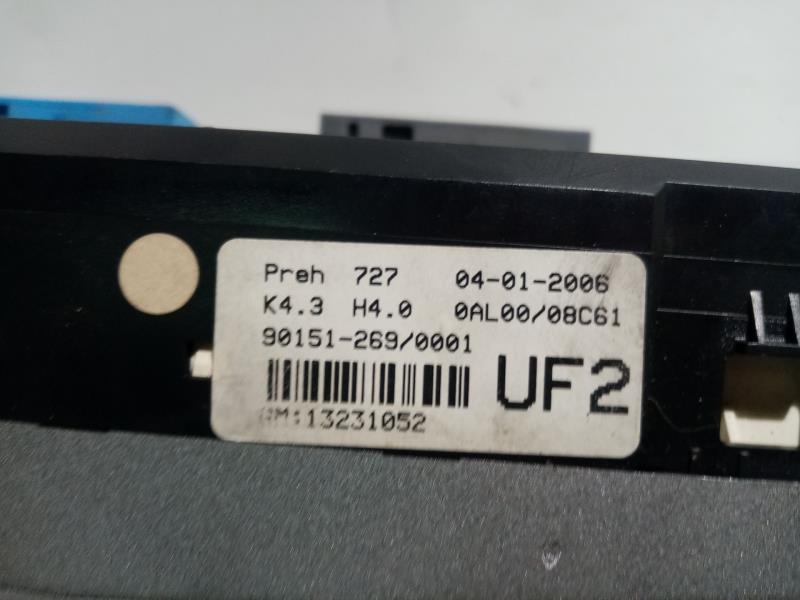 Preh 727 04-01-2006
K4.3 H4.0 0AL00/08C61
90151-269/0001
UF2
GM:13231052